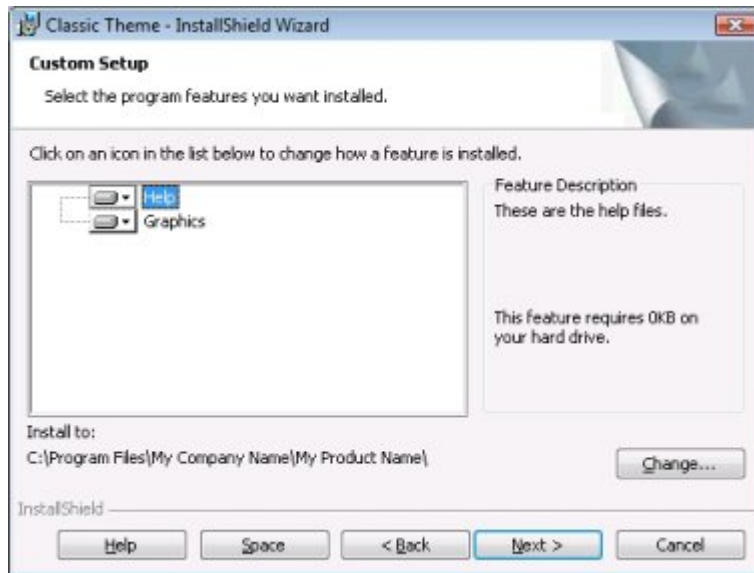 Classic Theme - InstallShield Wizard
Custom Setup
Select the program features you want installed.
Click on an icon in the list below to change how a feature is installed.
Help
Graphics
Feature Description
These are the help files.
This feature requires 0KB on
your hard drive.
Install to:
C:\Program Files\My Company Name\My Product Name\
Change...
InstallShield
Help
Space
< Back
Next >
Cancel